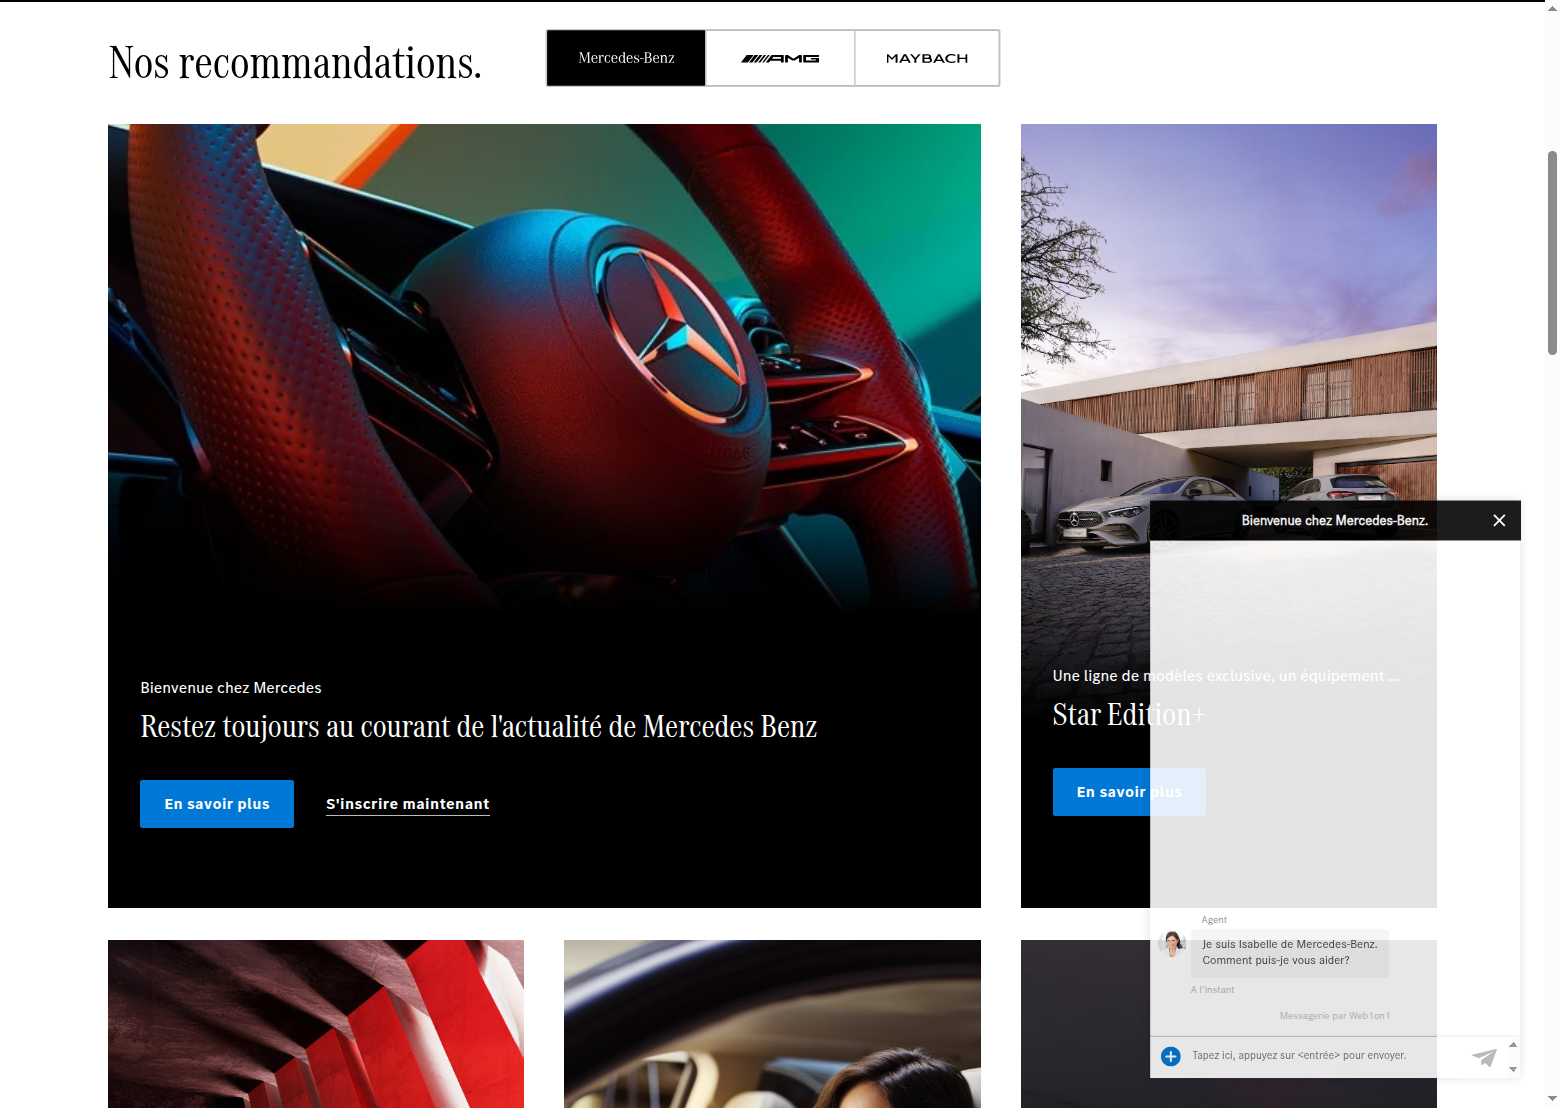 Nos recommandations.
Mercedes-Benz
AMG
MAYBACH
Bienvenue chez Mercedes
Restez toujours au courant de l'actualité de Mercedes Benz
En savoir plus
S'inscrire maintenant
Une ligne de modèles exclusive, un équipement ...
Star Edition+
En savoir plus
Bienvenue chez Mercedes-Benz.
Agent
Je suis Isabelle de Mercedes-Benz.
Comment puis-je vous aider?
A l'instant
Messagerie par Web1on1
Tapez ici, appuyez sur <entrée> pour envoyer.